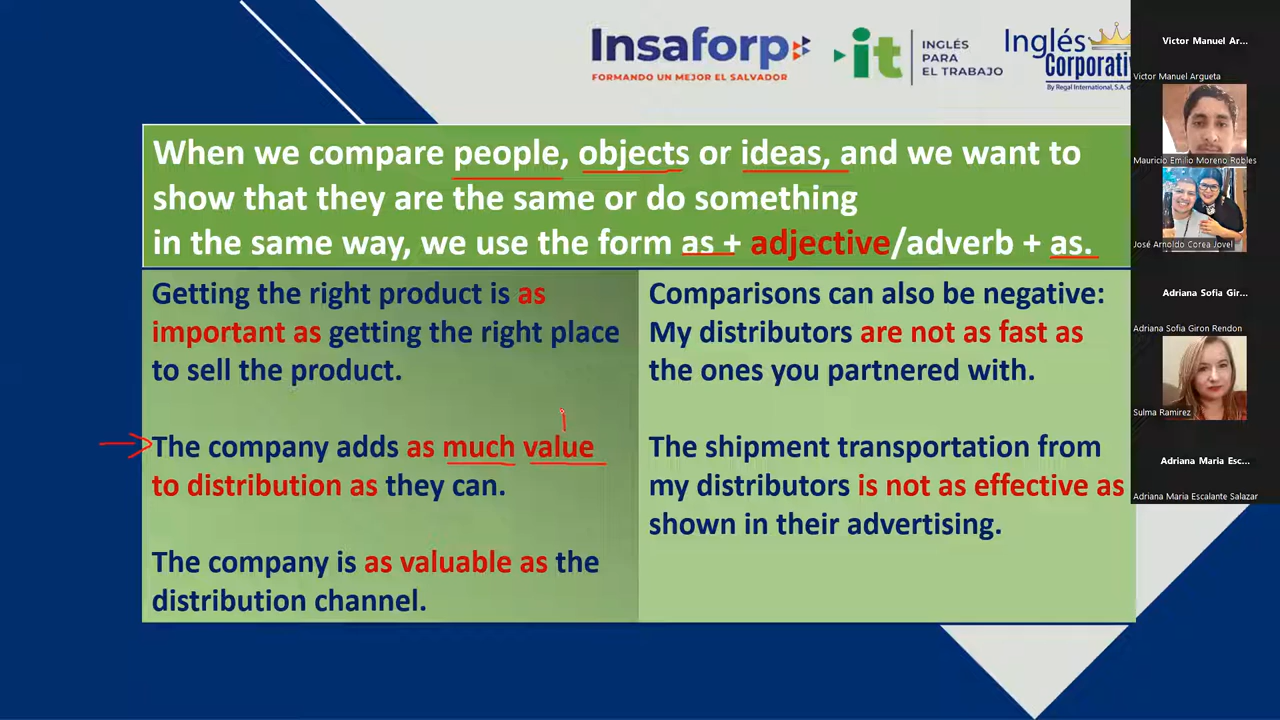 Insaforp
FORMANDO UN MEJOR EL SALVADOR
it
INGLÉS
PARA
EL TRABAJO
Inglés
Corporativ
By Regal International, S.A. d
When we compare people, objects or ideas, and we want to
show that they are the same or do something
in the same way, we use the form as + adjective/adverb + as.
Getting the right product is as
important as getting the right place
to sell the product.
The company adds as much value
to distribution as they can.
The company is as valuable as the
distribution channel.
Comparisons can also be negative:
My distributors are not as fast as
the ones you partnered with.
The shipment transportation from
my distributors is not as effective as
shown in their advertising.
Victor Manuel Ar...
Victor Manuel Argueta
Mauricio Emilio Moreno Robles
José Arnoldo Corea Jovel
Adriana Sofia Gir...
Adriana Sofia Giron Rendon
Sulma Ramirez
Adriana Maria Esc...
Adriana Maria Escalante Salazar